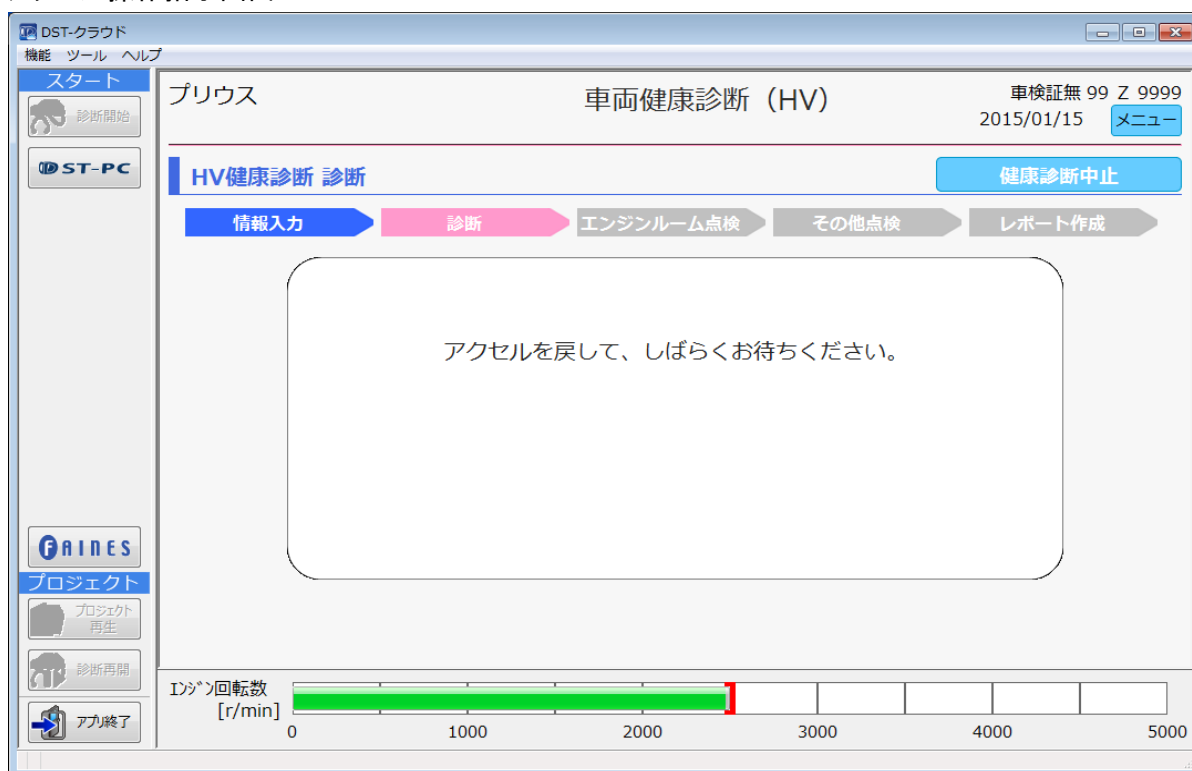 DST-クラウド
機能 ツール ヘルプ
スタート
診断開始
DST-PC
プリウス
車両健康診断（HV）
車検証無 99 Z 9999
2015/01/15
メニュー
HV健康診断 診断
健康診断中止
情報入力
診断
エンジンルーム点検
その他点検
レポート作成
アクセルを戻して、しばらくお待ちください。
FAINES
プロジェクト
プロジェクト
再生
診断再開
アプリ終了
エンジン回転数
[r/min]
0 1000 2000 3000 4000 5000